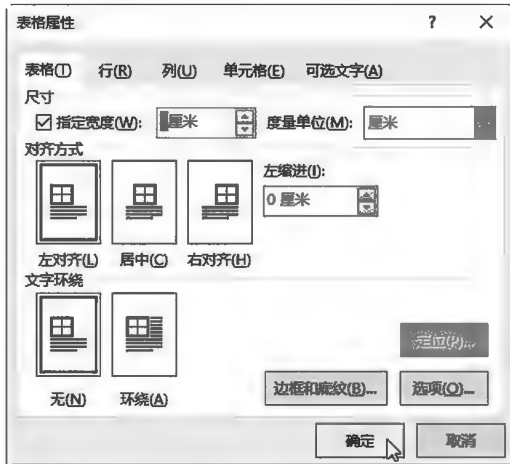 表格属性 ? ×
表格(T) 行(R) 列(U) 单元格(E) 可选文字(A)
尺寸
指定宽度(W): 厘米 度量单位(M): 厘米
对齐方式
左缩进(I):
0 厘米
左对齐(L) 居中(C) 右对齐(H)
文字环绕
定位(P)...
无(N) 环绕(A)
边框和底纹(B)... 选项(O)...
确定 取消